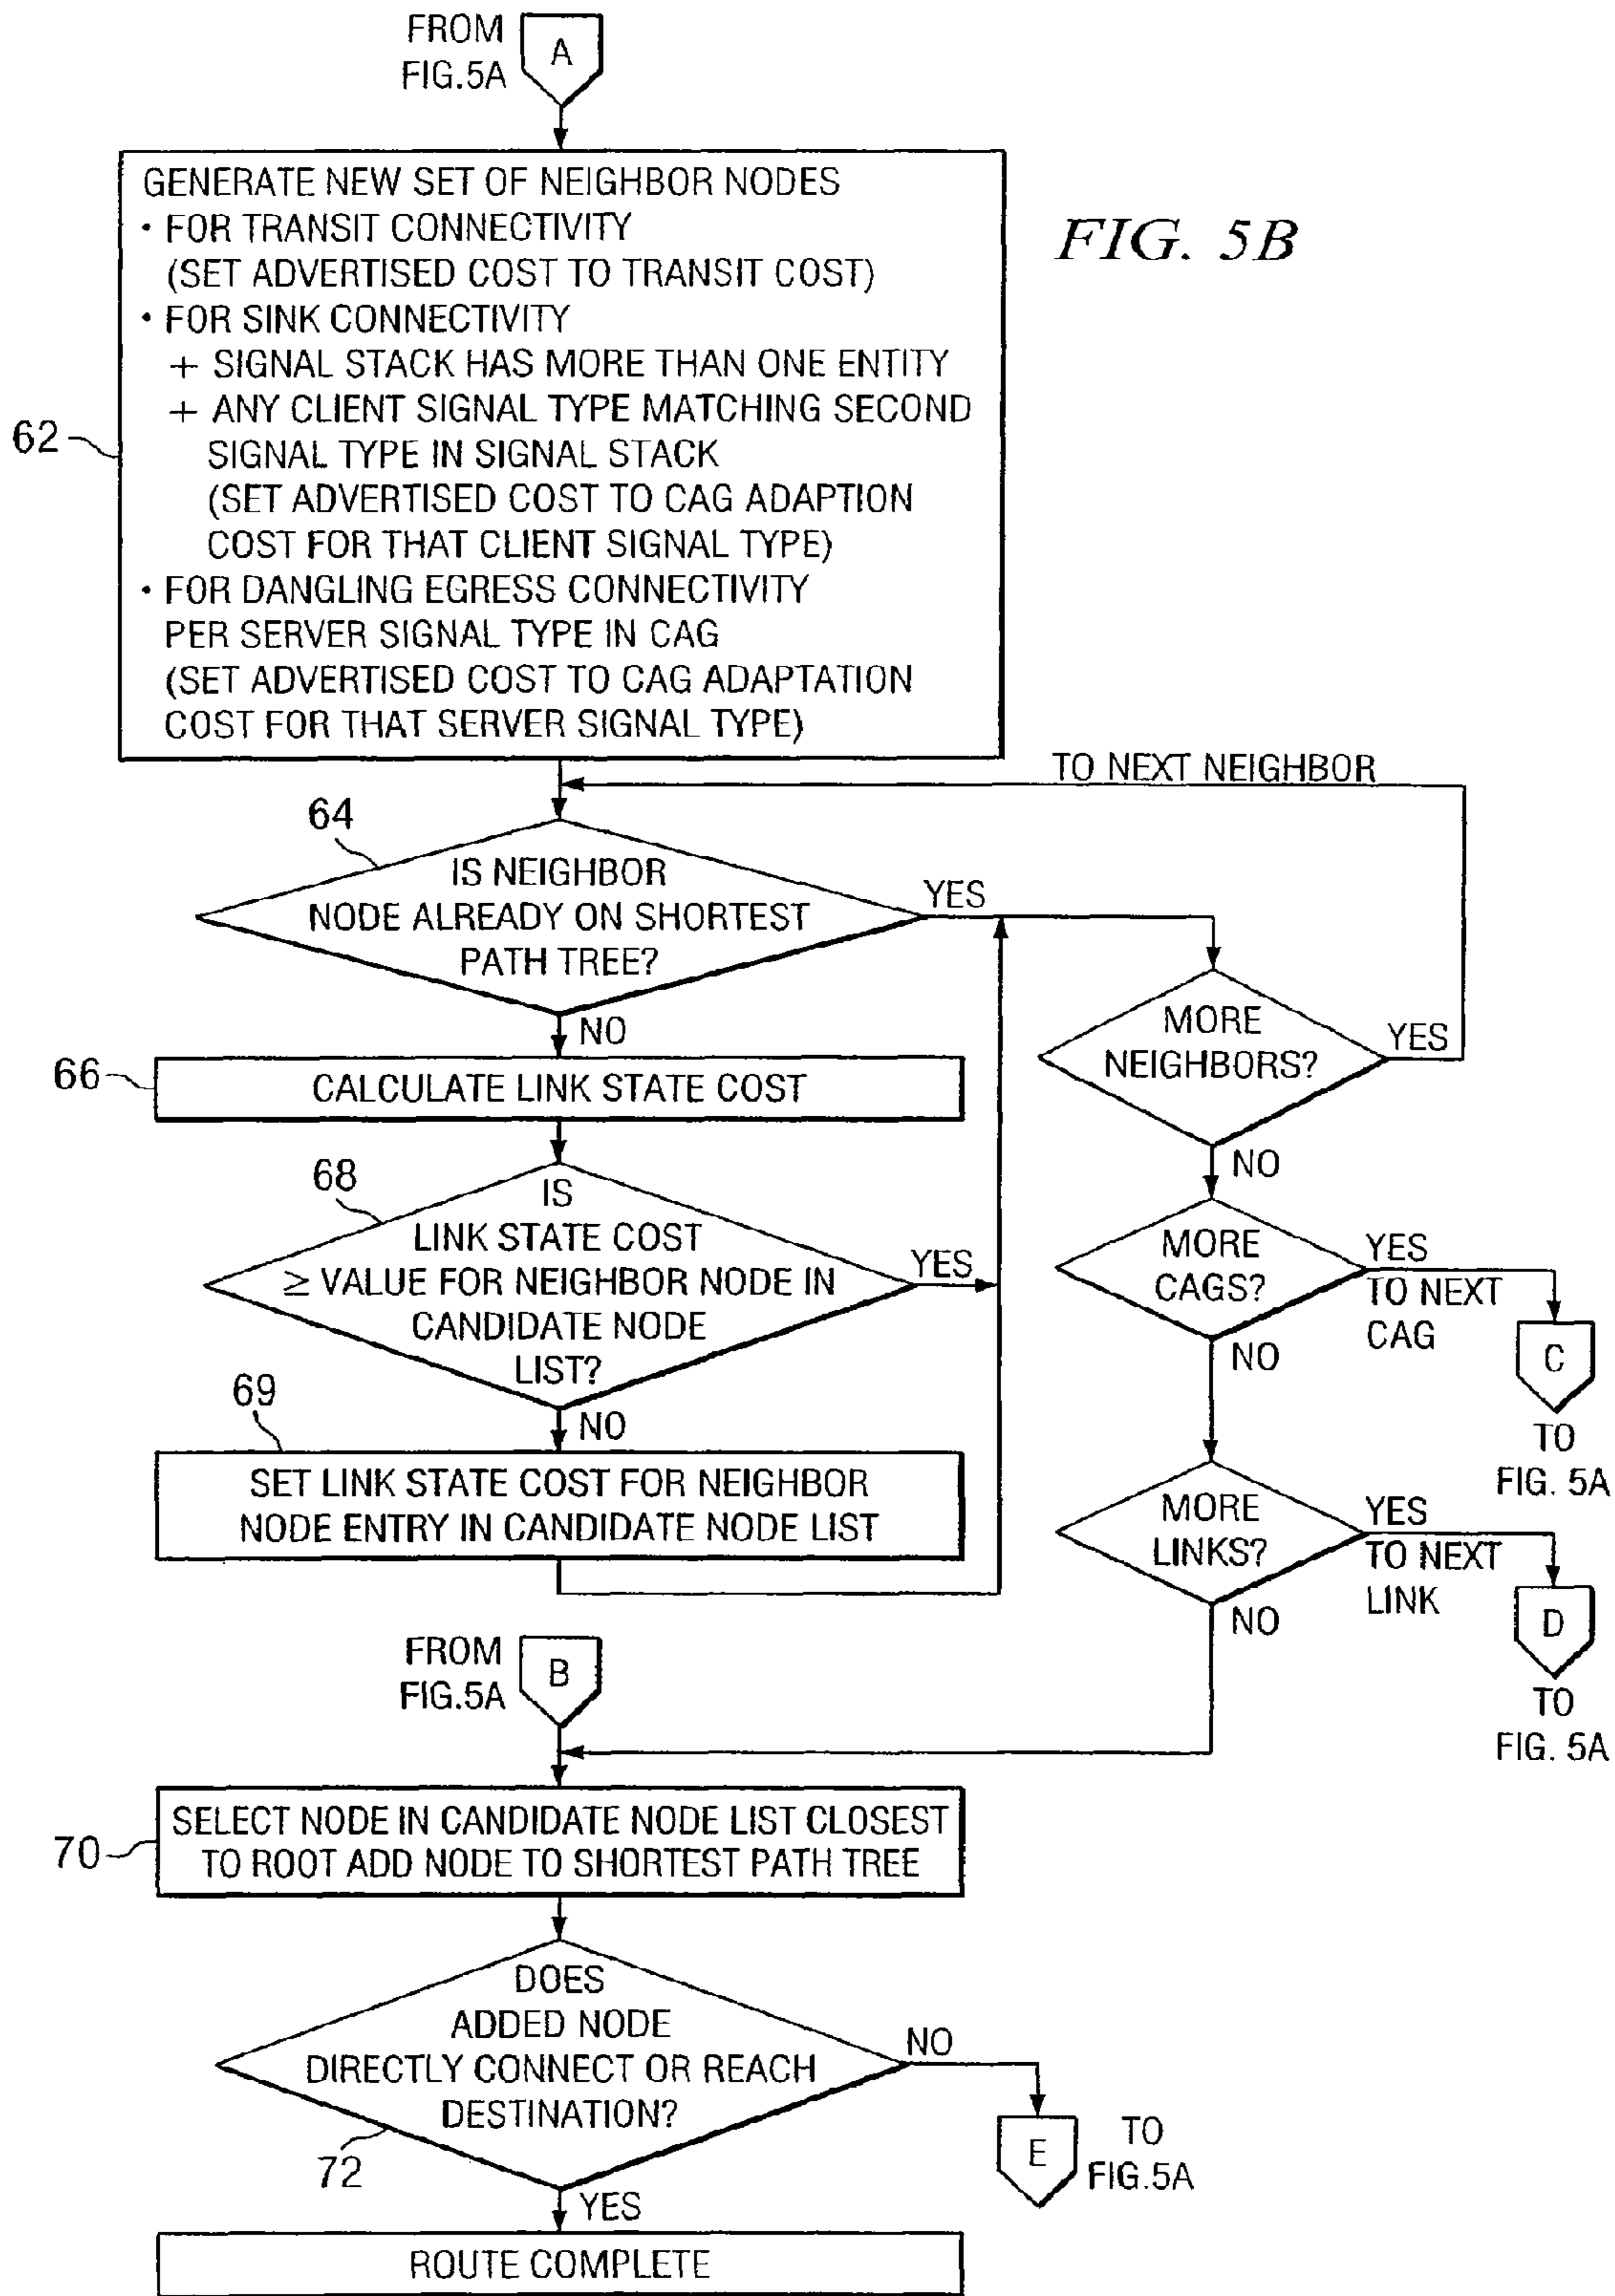 FROM
FIG.5A
A
GENERATE NEW SET OF NEIGHBOR NODES
• FOR TRANSIT CONNECTIVITY
(SET ADVERTISED COST TO TRANSIT COST)
• FOR SINK CONNECTIVITY
+ SIGNAL STACK HAS MORE THAN ONE ENTITY
+ ANY CLIENT SIGNAL TYPE MATCHING SECOND
SIGNAL TYPE IN SIGNAL STACK
(SET ADVERTISED COST TO CAG ADAPTION
COST FOR THAT CLIENT SIGNAL TYPE)
• FOR DANGLING EGRESS CONNECTIVITY
PER SERVER SIGNAL TYPE IN CAG
(SET ADVERTISED COST TO CAG ADAPTATION
COST FOR THAT SERVER SIGNAL TYPE)
62
FIG. 5B
TO NEXT NEIGHBOR
64
IS NEIGHBOR
NODE ALREADY ON SHORTEST
PATH TREE?
YES
NO
MORE
NEIGHBORS?
YES
NO
66
CALCULATE LINK STATE COST
68
IS
LINK STATE COST
≥ VALUE FOR NEIGHBOR NODE IN
CANDIDATE NODE
LIST?
YES
NO
MORE
CAGS?
YES
TO NEXT
CAG
NO
C
TO
FIG. 5A
69
SET LINK STATE COST FOR NEIGHBOR
NODE ENTRY IN CANDIDATE NODE LIST
MORE
LINKS?
YES
TO NEXT
LINK
NO
D
TO
FIG. 5A
FROM
FIG.5A
B
70
SELECT NODE IN CANDIDATE NODE LIST CLOSEST
TO ROOT ADD NODE TO SHORTEST PATH TREE
DOES
ADDED NODE
DIRECTLY CONNECT OR REACH
DESTINATION?
72
NO
E
TO
FIG.5A
YES
ROUTE COMPLETE